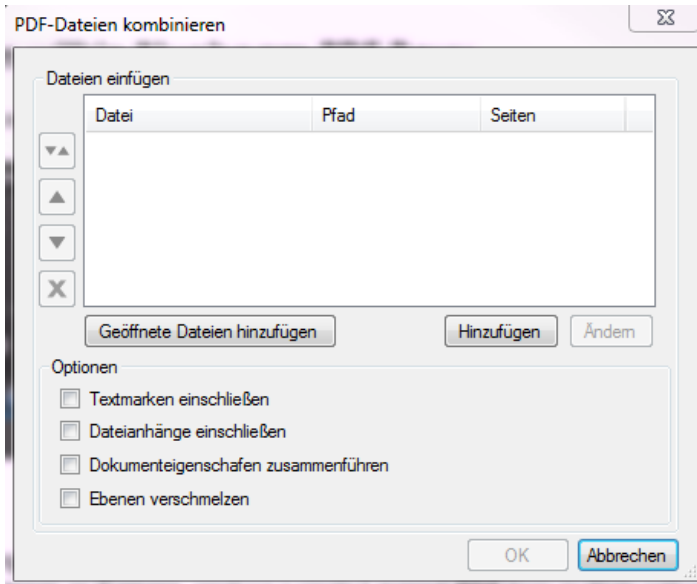 PDF-Dateien kombinieren
Dateien einfügen
Datei Pfad Seiten
Geöffnete Dateien hinzufügen Hinzufügen Ändern
Optionen
Textmarken einschließen
Dateianhänge einschließen
Dokumenteigenschafen zusammenführen
Ebenen verschmelzen
OK Abbrechen